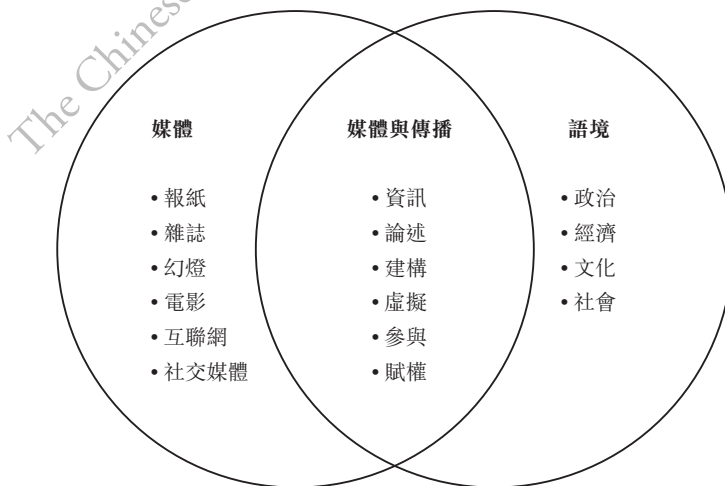 The Chinese
媒體
• 報紙
• 雜誌
• 幻燈
• 電影
• 互聯網
• 社交媒體
媒體與傳播
• 資訊
• 論述
• 建構
• 虛擬
• 參與
• 賦權
語境
• 政治
• 經濟
• 文化
• 社會